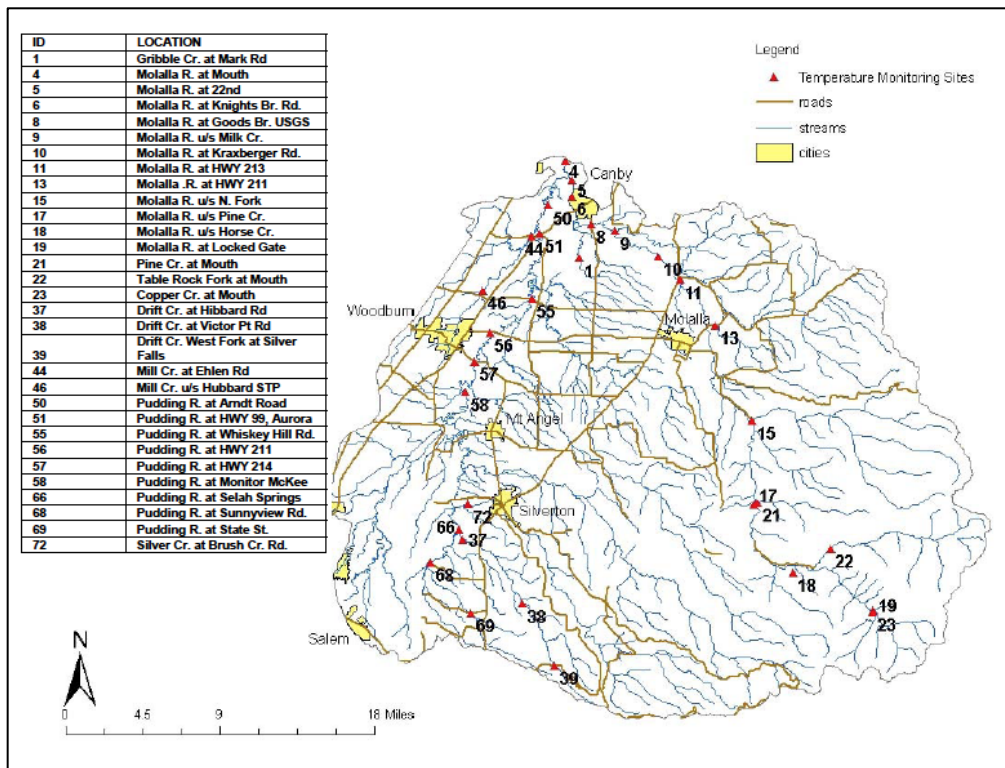 ID LOCATION
1 Gribble Cr. at Mark Rd
4 Molalla R. at Mouth
5 Molalla R. at 22nd
6 Molalla R. at Knights Br. Rd.
8 Molalla R. at Goods Br. USGS
9 Molalla R. u/s Milk Cr.
10 Molalla R. at Kraxberger Rd.
11 Molalla R. at HWY 213
13 Molalla .R. at HWY 211
15 Molalla R. u/s N. Fork
17 Molalla R. u/s Pine Cr.
18 Molalla R. u/s Horse Cr.
19 Molalla R. at Locked Gate
21 Pine Cr. at Mouth
22 Table Rock Fork at Mouth
23 Copper Cr. at Mouth
37 Drift Cr. at Hibbard Rd
38 Drift Cr. at Victor Pt Rd
39 Drift Cr. West Fork at Silver
Falls
44 Mill Cr. at Ehlen Rd
46 Mill Cr. u/s Hubbard STP
50 Pudding R. at Arndt Road
51 Pudding R. at HWY 99, Aurora
55 Pudding R. at Whiskey Hill Rd.
56 Pudding R. at HWY 211
57 Pudding R. at HWY 214
58 Pudding R. at Monitor McKee
66 Pudding R. at Selah Springs
68 Pudding R. at Sunnyview Rd.
69 Pudding R. at State St.
72 Silver Cr. at Brush Cr. Rd.
Legend
Temperature Monitoring Sites
roads
streams
cities
4 Canby
5
6
50
8 9
44 51
1
10
11
46
55
Woodburn
Molalla
13
56
57
58
Mt Angel
15
17
21
72 Silverton
66
37
22
68
18
38
19
69
23
Salem
39
N
0 4.5 9 18 Miles